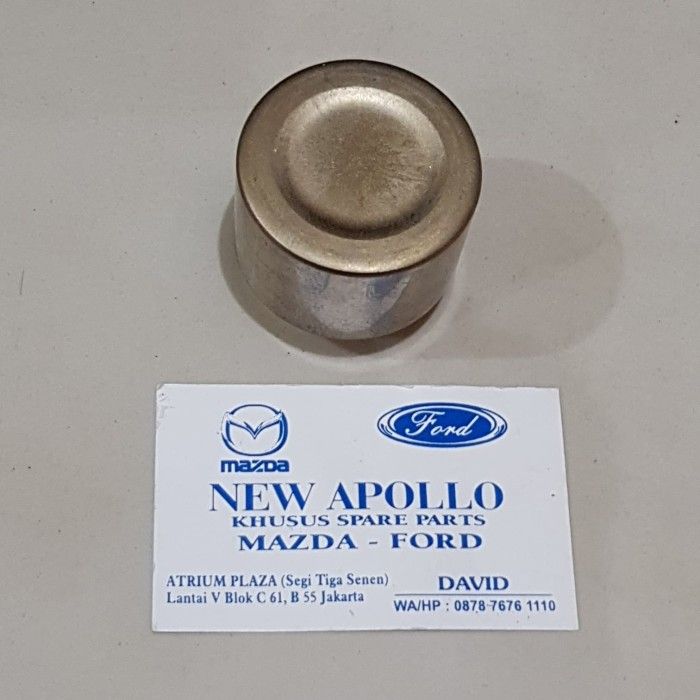 mazda
Ford
NEW APOLLO
KHUSUS SPARE PARTS
MAZDA - FORD
ATRIUM PLAZA (Segi Tiga Senen)
Lantai V Blok C 61, B 55 Jakarta
DAVID
WA/HP : 0878 7676 1110